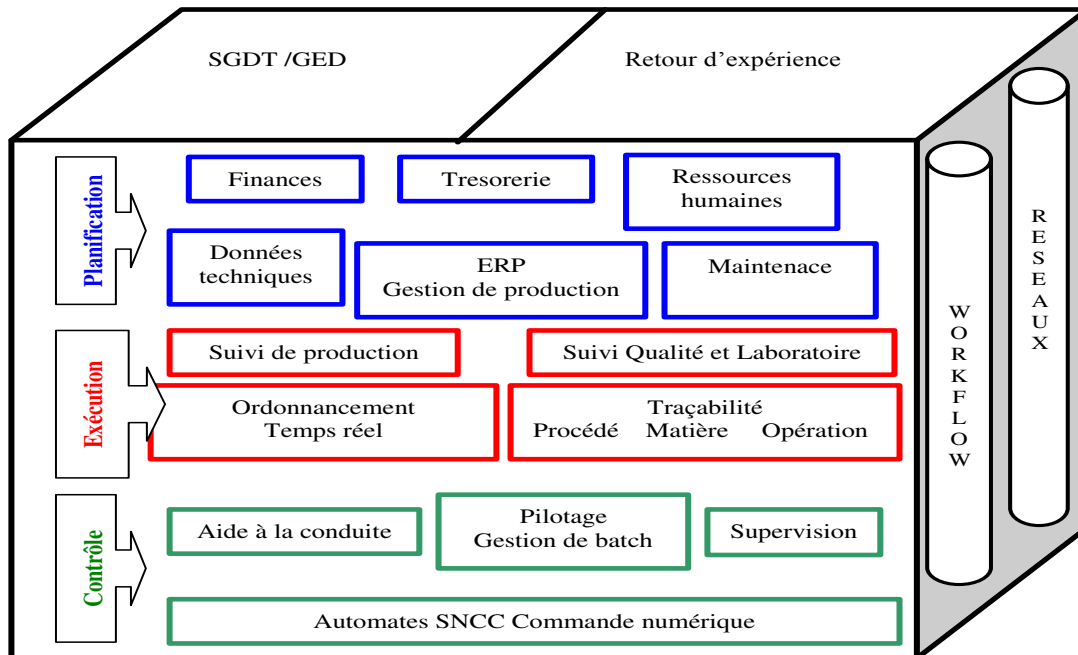 SGDT /GED
Retour d’expérience
Planification
Finances
Tresorerie
Ressources
humaines
Données
techniques
ERP
Gestion de production
Maintenace
Exécution
Suivi de production
Suivi Qualité et Laboratoire
Ordonnancement
Temps réel
Traçabilité
Procédé Matière Opération
Contrôle
Aide à la conduite
Pilotage
Gestion de batch
Supervision
Automates SNCC Commande numérique
WORKFLOW
RESEAUX